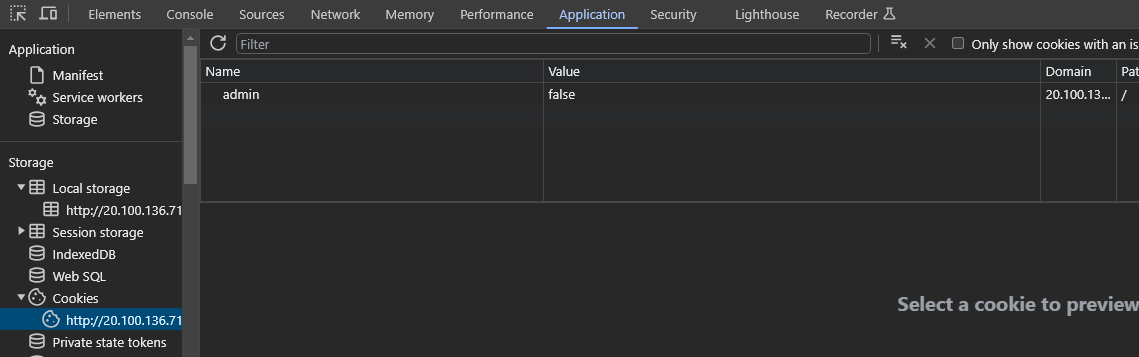 Elements Console Sources Network Memory Performance Application Security Lighthouse Recorder
Application
Manifest
Service workers
Storage
Storage
Local storage
http://20.100.136.71
Session storage
IndexedDB
Web SQL
Cookies
http://20.100.136.71
Private state tokens
Filter
Only show cookies with an is
Name Value Domain Pat
admin false 20.100.13... /
Select a cookie to preview